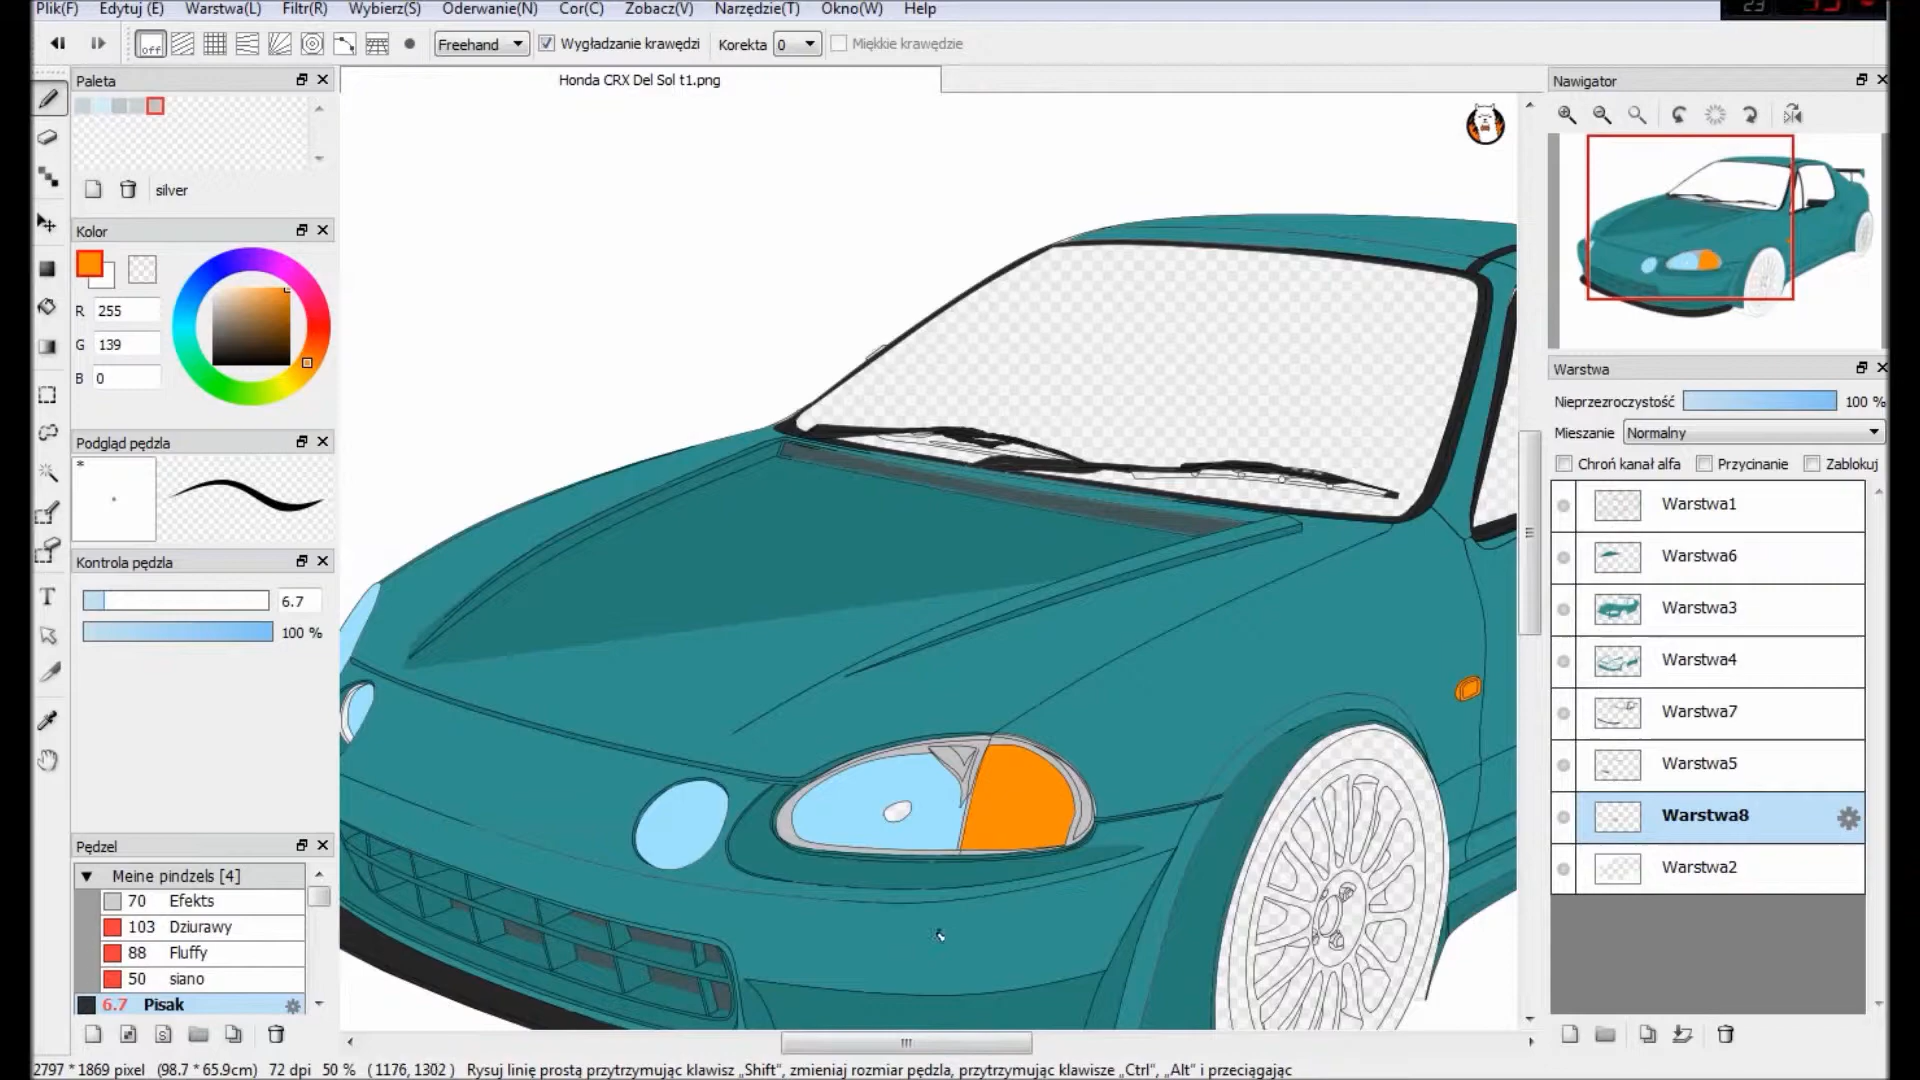 Plik(F) Edytuj (E) Warstwa(L) Filtr(R) Wybierz(S) Oderwanie(N) Cor(C) Zobacz(V) Narzędzie(T) Okno(W) Help
23
off Freehand Wygładzanie krawędzi Korekta 0 Miękkie krawędzie
Paleta
Honda CRX Del Sol t1.png
Nawigator
silver
Kolor
R 255
G 139
B 0
Warstwa
Nieprzezroczystość 100 %
Mieszanie Normalny
Chroń kanał alfa Przycinanie Zablokuj
Podgląd pędzla
*
Kontrola pędzla
6.7
100 %
Warstwa1
Warstwa6
Warstwa3
Warstwa4
Warstwa7
Warstwa5
Warstwa8
Warstwa2
Pędzel
Meine pindzels [4]
70 Efekts
103 Dziurawy
88 Fluffy
50 siano
6.7 Pisak
2797 * 1869 pixel (98.7 * 65.9cm) 72 dpi 50 % (1176, 1302) Rysuj linię prostą przytrzymując klawisz „Shift”, zmieniaj rozmiar pędzla, przytrzymując klawisze „Ctrl”, „Alt” i przeciągając